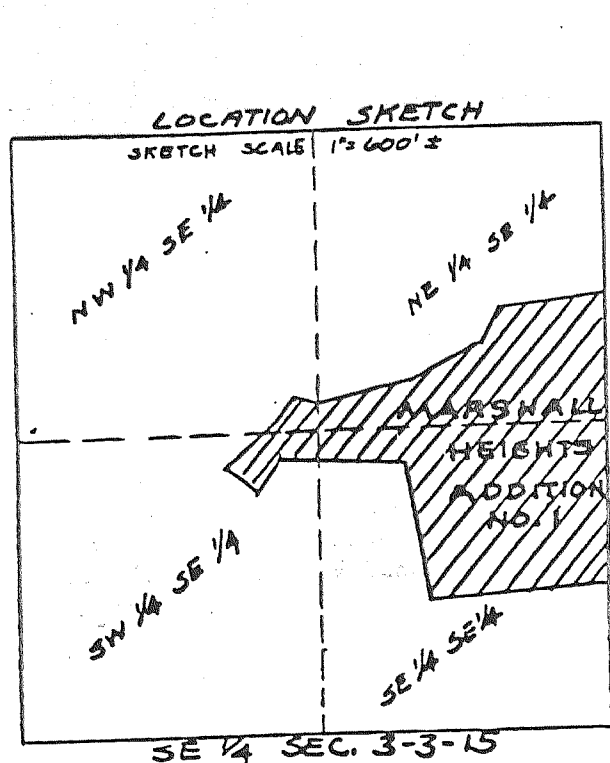 LOCATION SKETCH
SKETCH SCALE 1"= 600' ±
NW 1/4 SE 1/4
NE 1/4 SE 1/4
MARSHALL
HEIGHTS
ADDITION
NO. 1
SW 1/4 SE 1/4
SE 1/4 SE 1/4
SE 1/4 SEC. 3-3-15